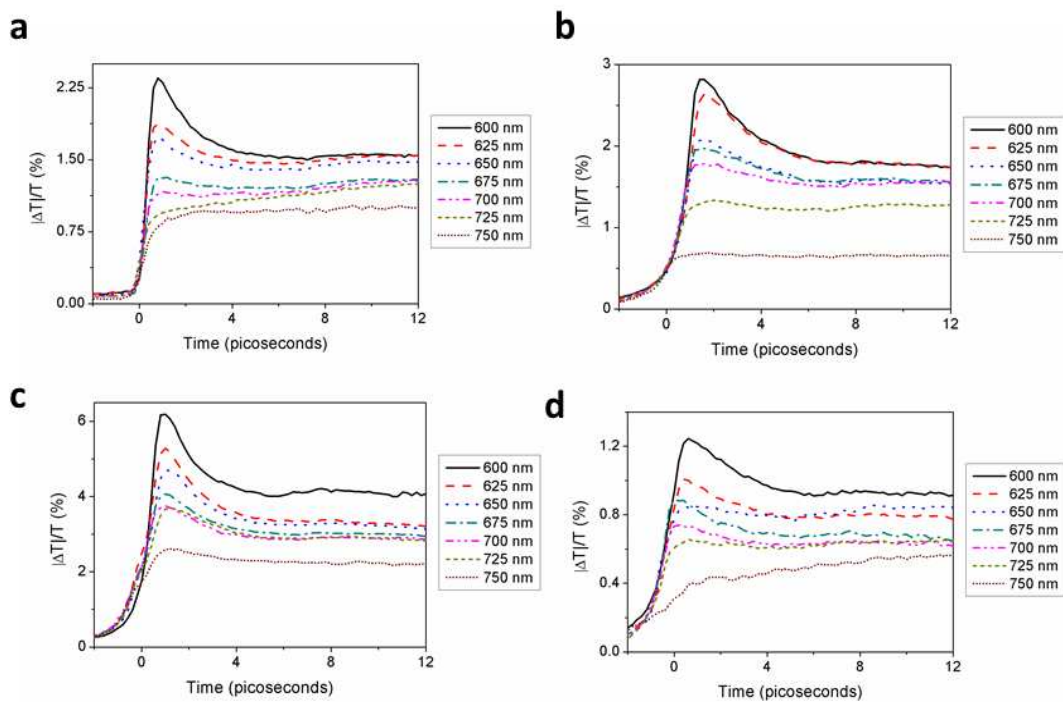 a
|ΔT|/T (%)
2.25
1.50
0.75
0.00
0
4
8
12
Time (picoseconds)
600 nm
625 nm
650 nm
675 nm
700 nm
725 nm
750 nm
b
|ΔT|/T (%)
3
2
1
0
0
4
8
12
Time (picoseconds)
600 nm
625 nm
650 nm
675 nm
700 nm
725 nm
750 nm
c
|ΔT|/T (%)
6
4
2
0
0
4
8
12
Time (picoseconds)
600 nm
625 nm
650 nm
675 nm
700 nm
725 nm
750 nm
d
|ΔT|/T (%)
1.2
0.8
0.4
0.0
0
4
8
12
Time (picoseconds)
600 nm
625 nm
650 nm
675 nm
700 nm
725 nm
750 nm